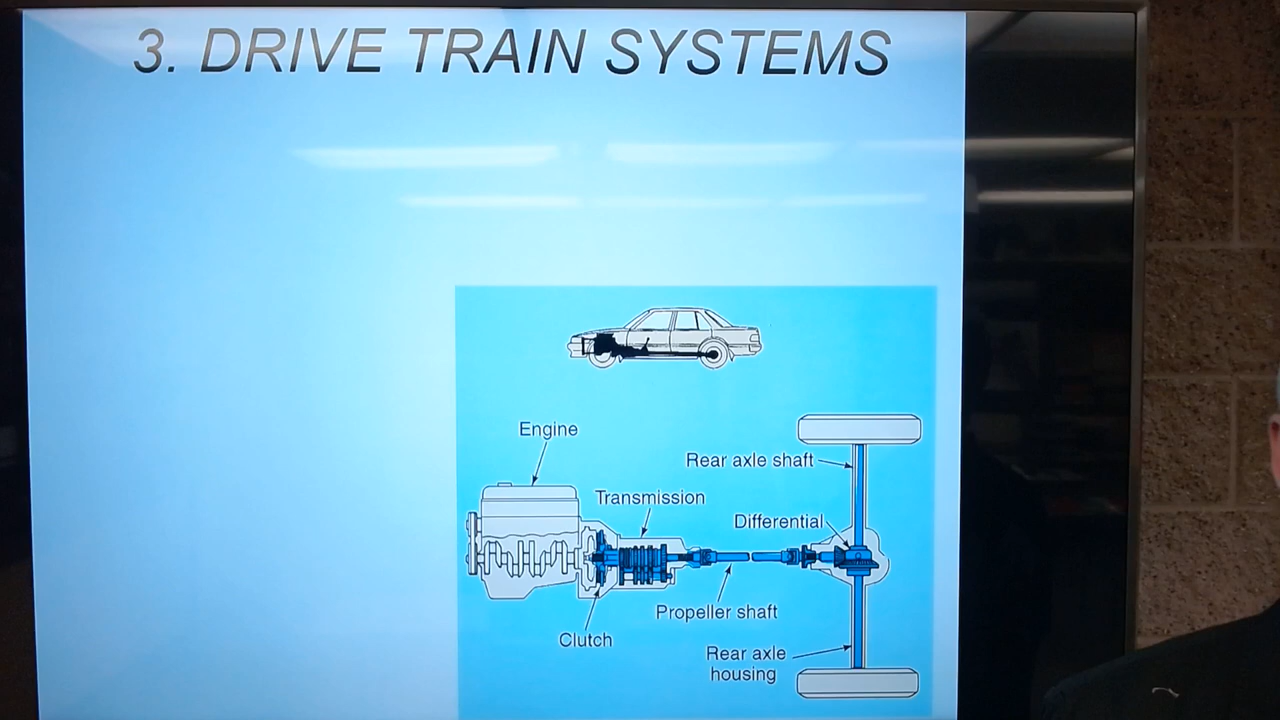 3. DRIVE TRAIN SYSTEMS
Engine
Rear axle shaft
Transmission
Differential
Propeller shaft
Clutch
Rear axle
housing